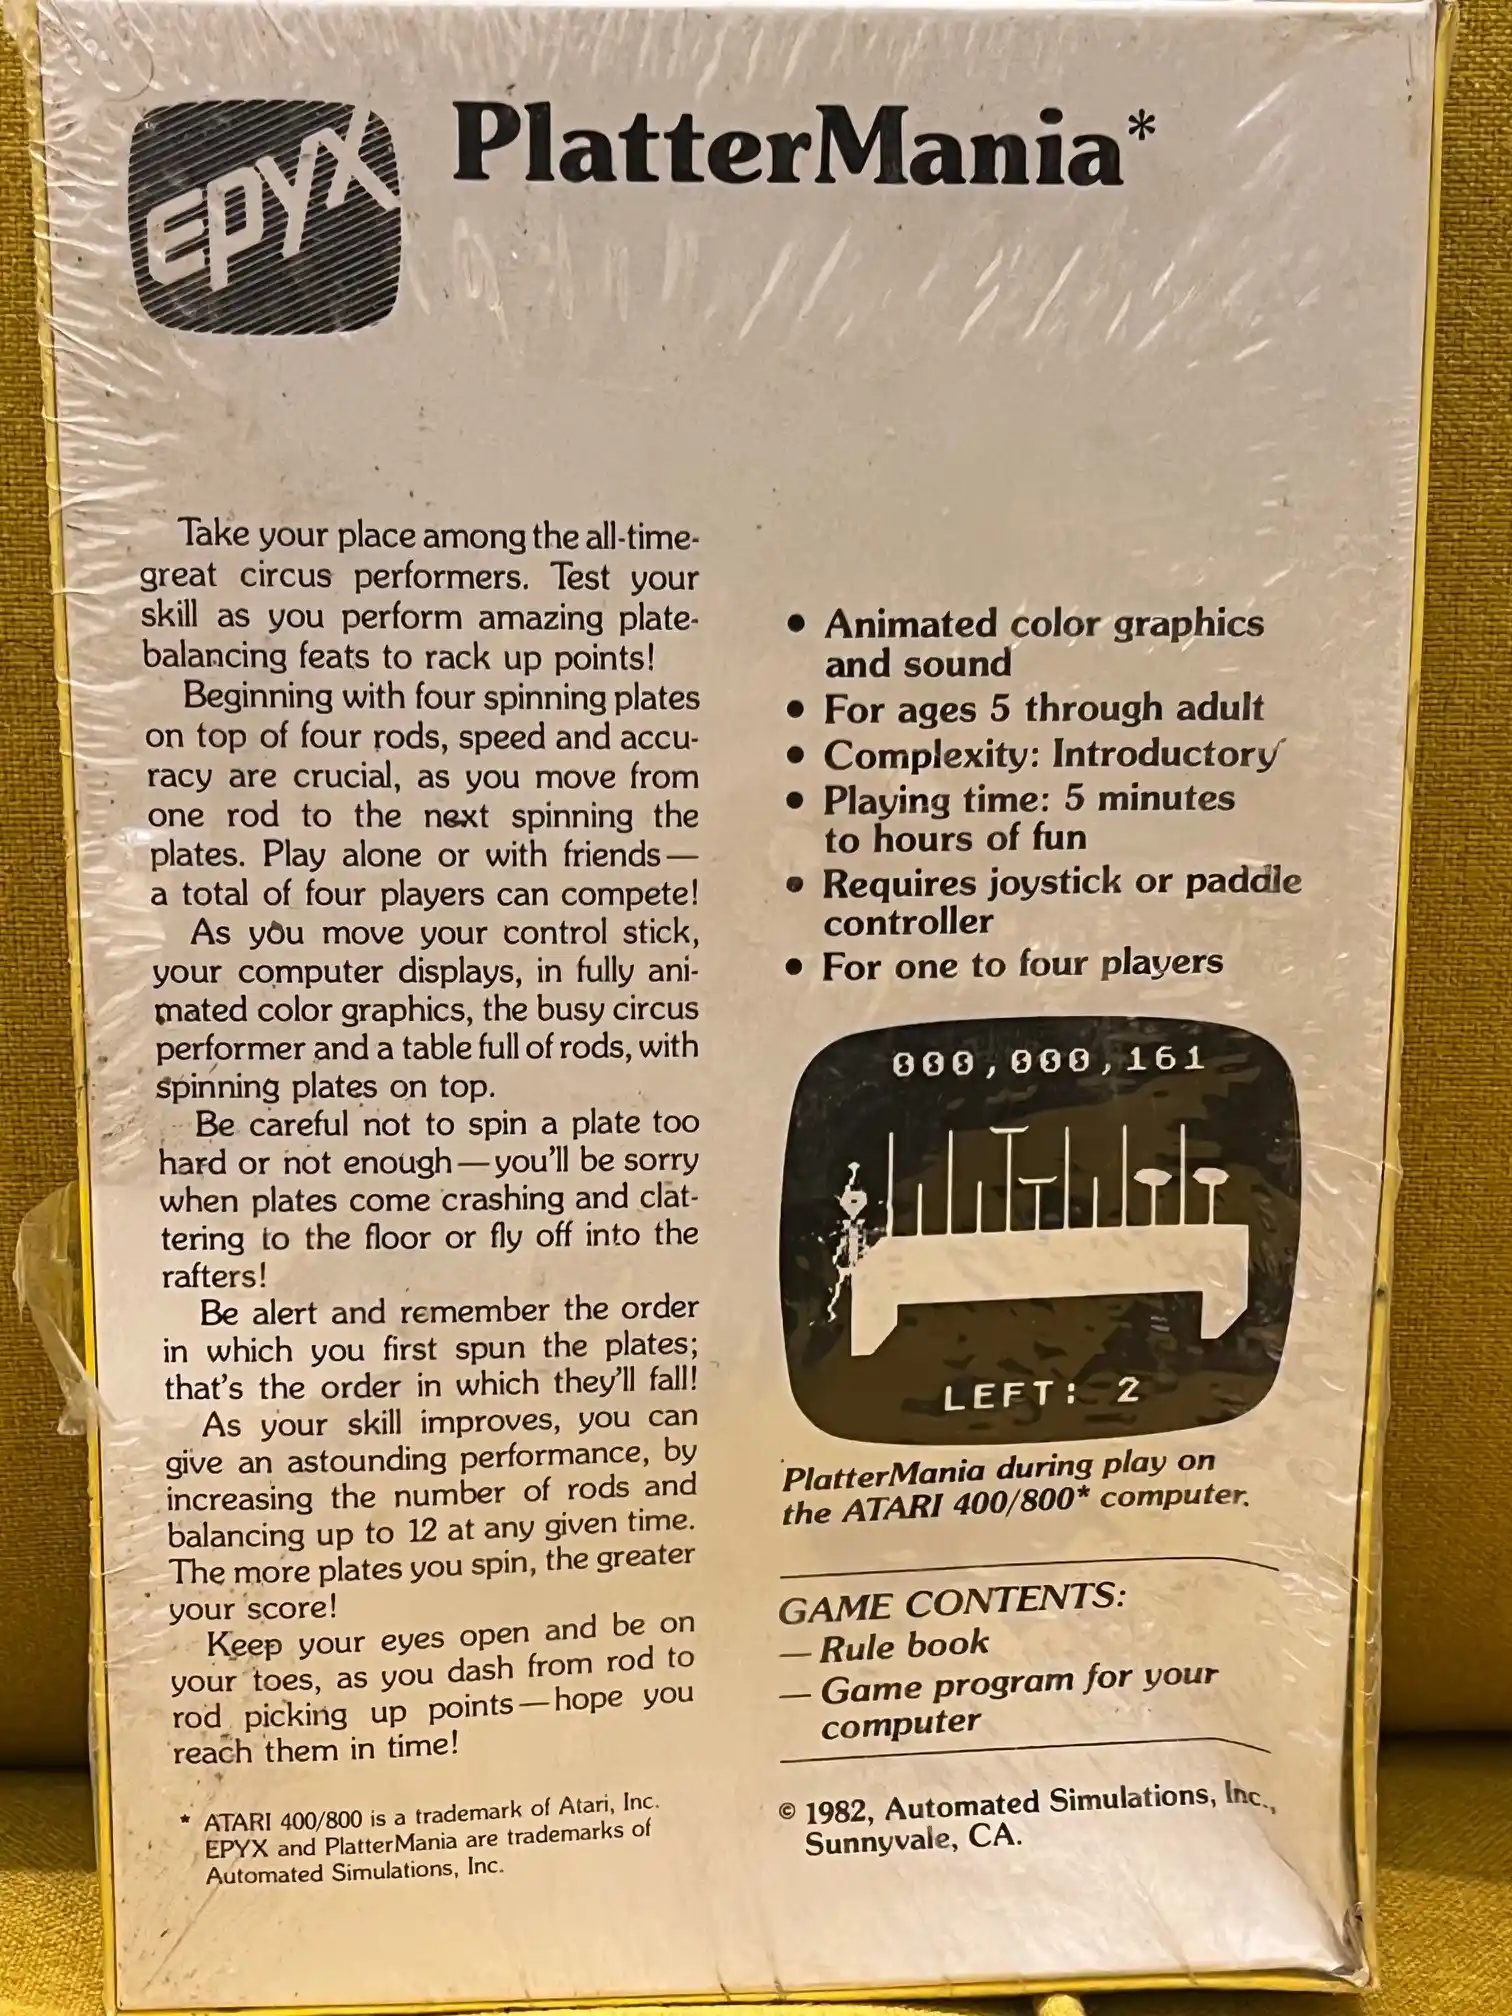 EPYX
PlatterMania*
Take your place among the all-time-
great circus performers. Test your
skill as you perform amazing plate-
balancing feats to rack up points!
Beginning with four spinning plates
on top of four rods, speed and accu-
racy are crucial, as you move from
one rod to the next spinning the
plates. Play alone or with friends—
a total of four players can compete!
As you move your control stick,
your computer displays, in fully ani-
mated color graphics, the busy circus
performer and a table full of rods, with
spinning plates on top.
Be careful not to spin a plate too
hard or not enough—you'll be sorry
when plates come crashing and clat-
tering to the floor or fly off into the
rafters!
Be alert and remember the order
in which you first spun the plates;
that's the order in which they'll fall!
As your skill improves, you can
give an astounding performance, by
increasing the number of rods and
balancing up to 12 at any given time.
The more plates you spin, the greater
your score!
Keep your eyes open and be on
your toes, as you dash from rod to
rod picking up points—hope you
reach them in time!
* ATARI 400/800 is a trademark of Atari, Inc.
EPYX and PlatterMania are trademarks of
Automated Simulations, Inc.
• Animated color graphics
and sound
• For ages 5 through adult
• Complexity: Introductory
• Playing time: 5 minutes
to hours of fun
• Requires joystick or paddle
controller
• For one to four players
000,000,161
LEFT: 2
PlatterMania during play on
the ATARI 400/800* computer.
GAME CONTENTS:
— Rule book
— Game program for your
computer
© 1982, Automated Simulations, Inc.,
Sunnyvale, CA.